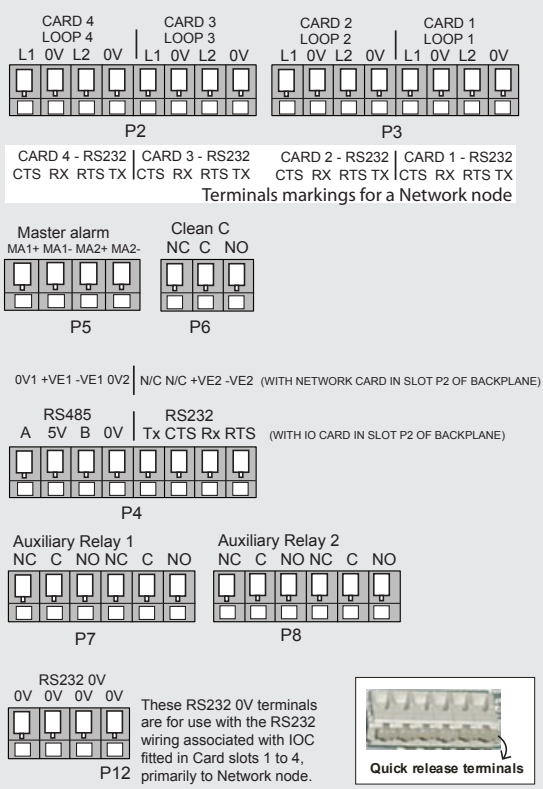 CARD 4 CARD 3 CARD 2 CARD 1
LOOP 4 LOOP 3 LOOP 2 LOOP 1
L1 0V L2 0V L1 0V L2 0V L1 0V L2 0V L1 0V L2 0V
P2 P3
CARD 4 - RS232 CARD 3 - RS232 CARD 2 - RS232 CARD 1 - RS232
CTS RX RTS TX CTS RX RTS TX CTS RX RTS TX CTS RX RTS TX
Terminals markings for a Network node
Master alarm Clean C
MA1+ MA1- MA2+ MA2- NC C NO
P5 P6
0V1 +VE1 -VE1 0V2 N/C N/C +VE2 -VE2 (WITH NETWORK CARD IN SLOT P2 OF BACKPLANE)
RS485 RS232
A 5V B 0V Tx CTS Rx RTS (WITH IO CARD IN SLOT P2 OF BACKPLANE)
P4
Auxiliary Relay 1 Auxiliary Relay 2
NC C NO NC C NO NC C NO NC C NO
P7 P8
RS232 0V
0V 0V 0V 0V
P12
These RS232 0V terminals
are for use with the RS232
wiring associated with IOC
fitted in Card slots 1 to 4,
primarily to Network node.
Quick release terminals